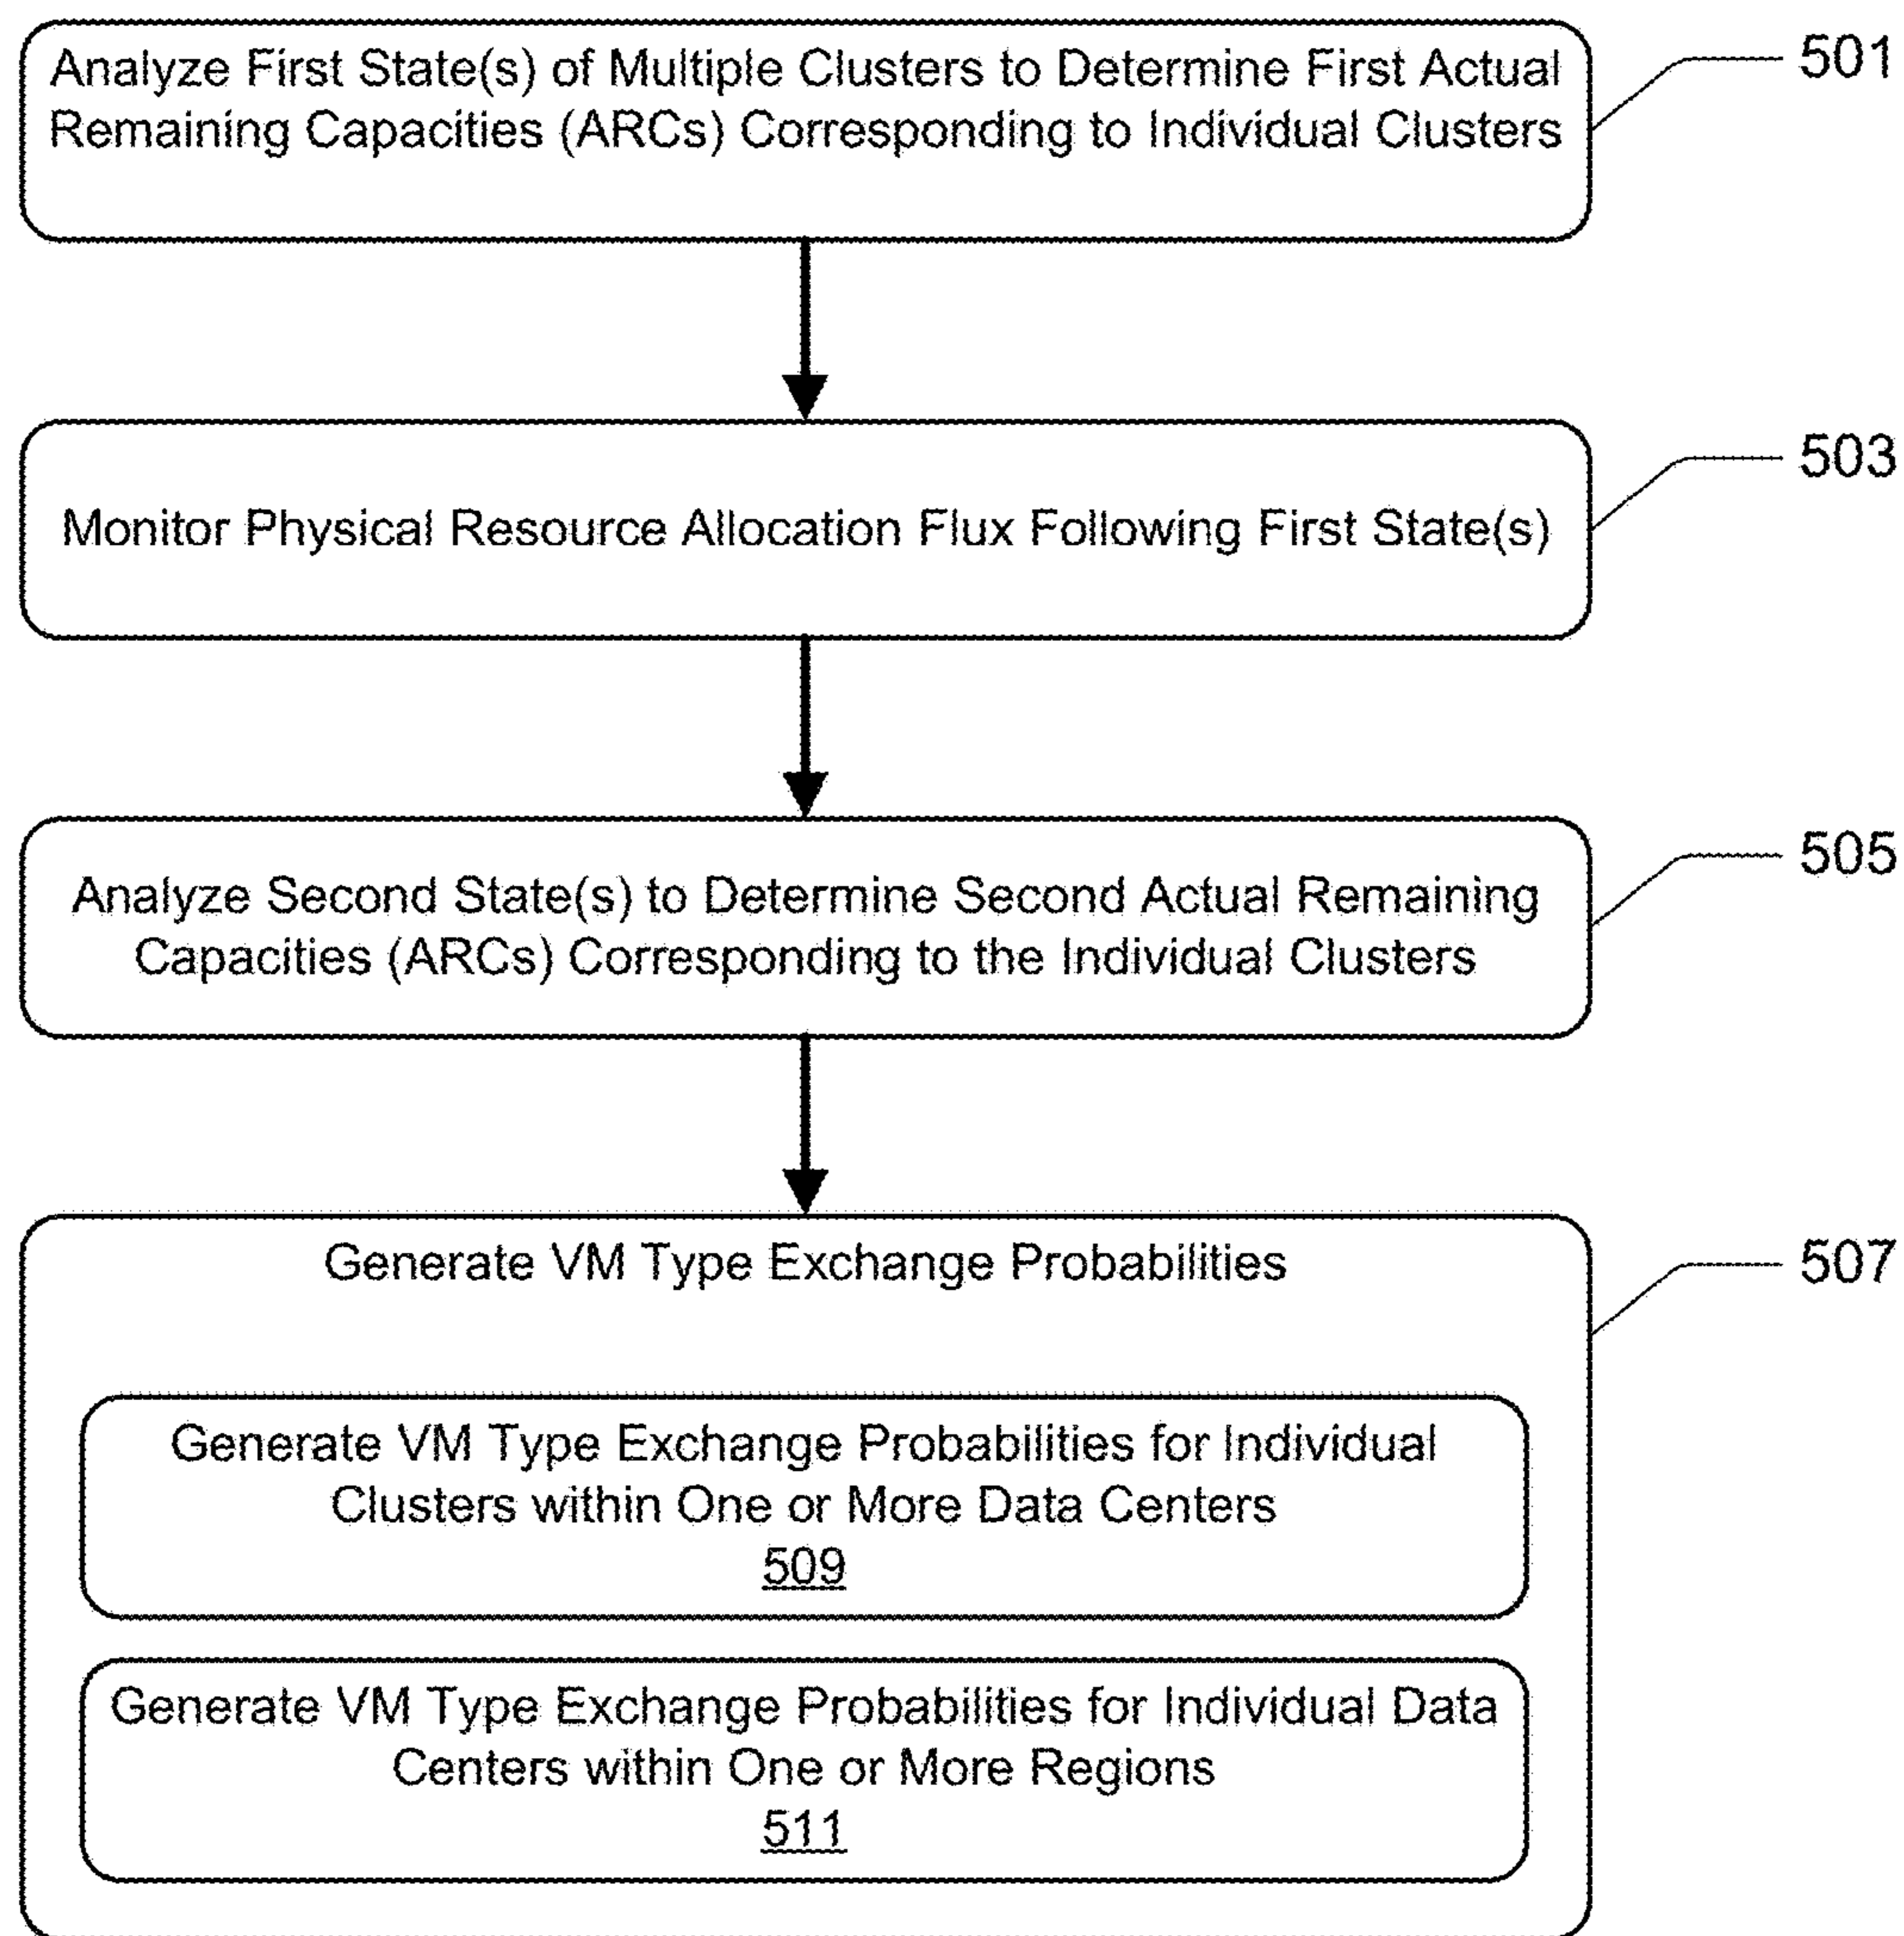 Analyze First State(s) of Multiple Clusters to Determine First Actual
Remaining Capacities (ARCs) Corresponding to Individual Clusters
501
Monitor Physical Resource Allocation Flux Following First State(s)
503
Analyze Second State(s) to Determine Second Actual Remaining
Capacities (ARCs) Corresponding to the Individual Clusters
505
Generate VM Type Exchange Probabilities
507
Generate VM Type Exchange Probabilities for Individual
Clusters within One or More Data Centers
509
Generate VM Type Exchange Probabilities for Individual Data
Centers within One or More Regions
511